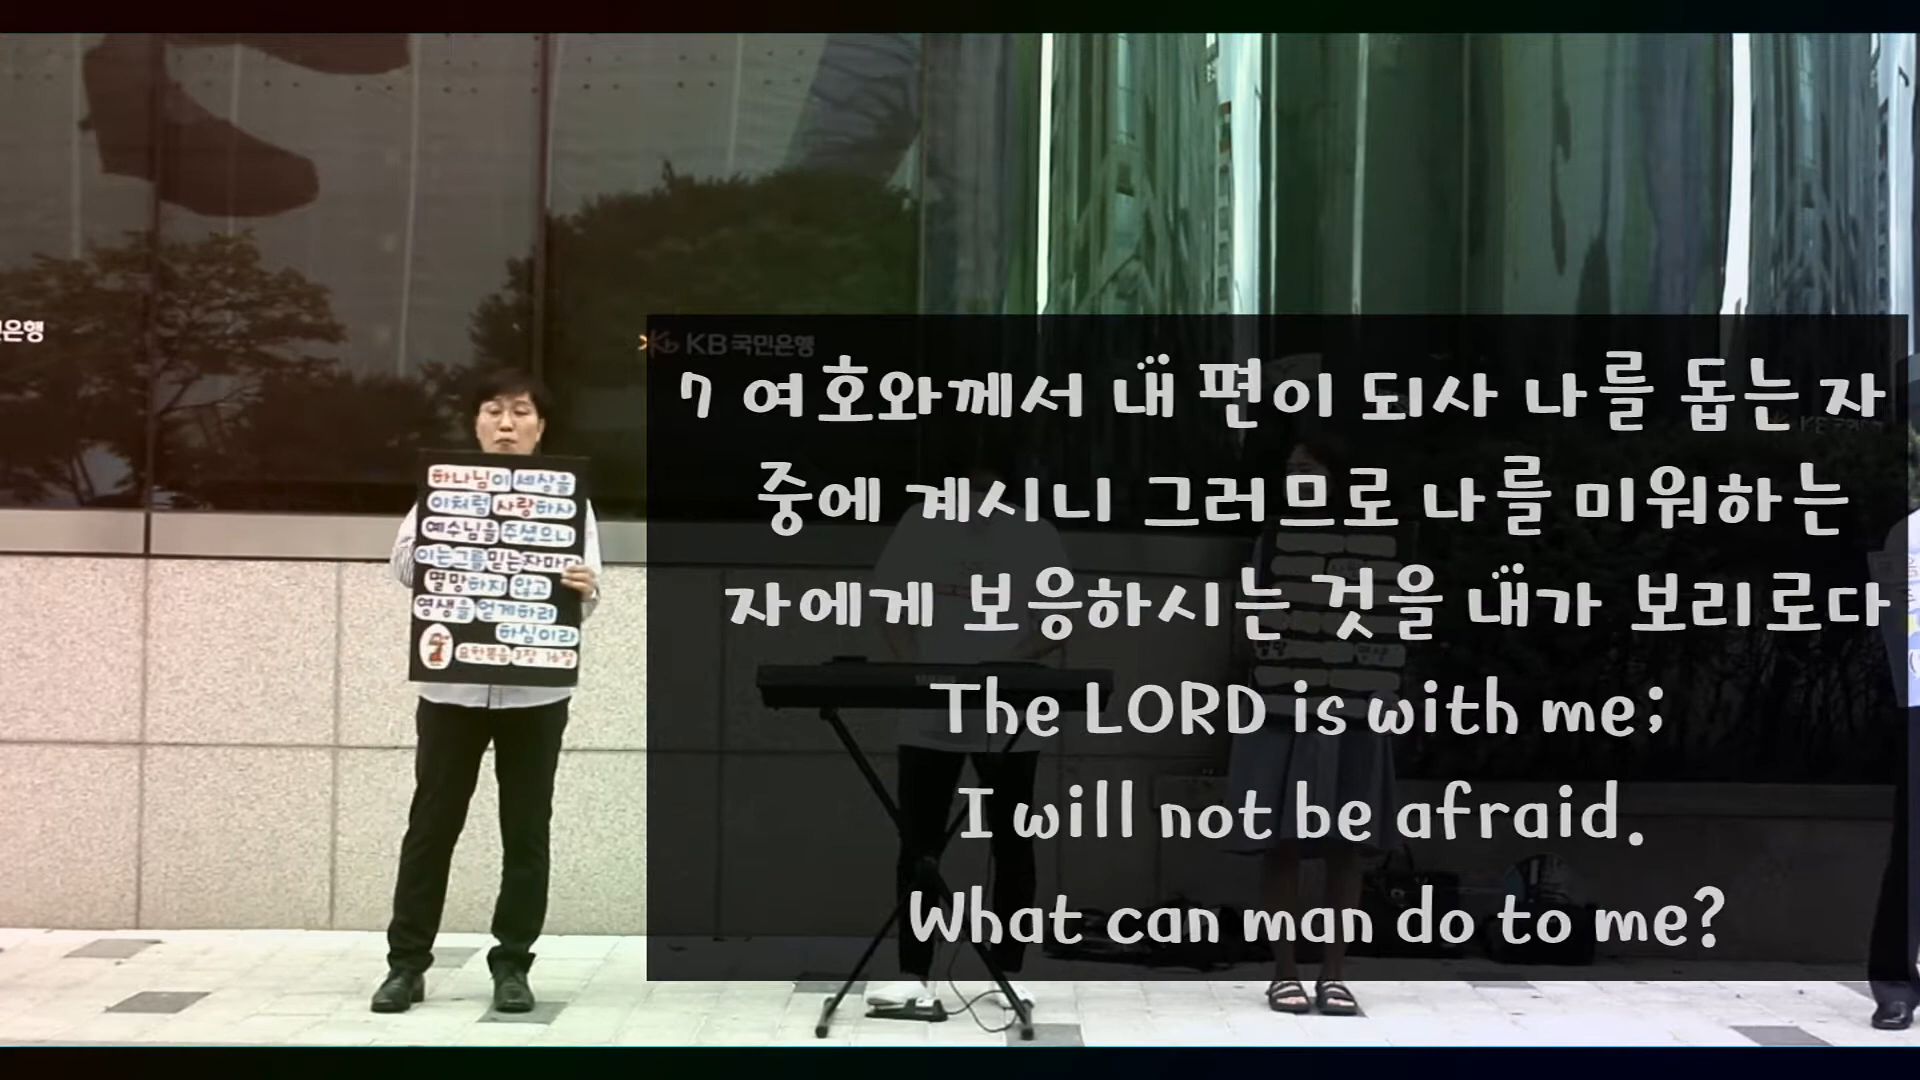 은행
KB 국민은행
7 여호와께서 내 편이 되사 나를 돕는 자
중에 계시니 그러므로 나를 미워하는
자에게 보응하시는 것을 내가 보리로다
The LORD is with me;
I will not be afraid.
What can man do to me?
하나님이 세상을
이처럼 사랑하사
예수님을 주셨으니
이는 그를 믿는 자마다
멸망하지 않고
영생을 얻게하려
하심이라
요한복음 3장 16절